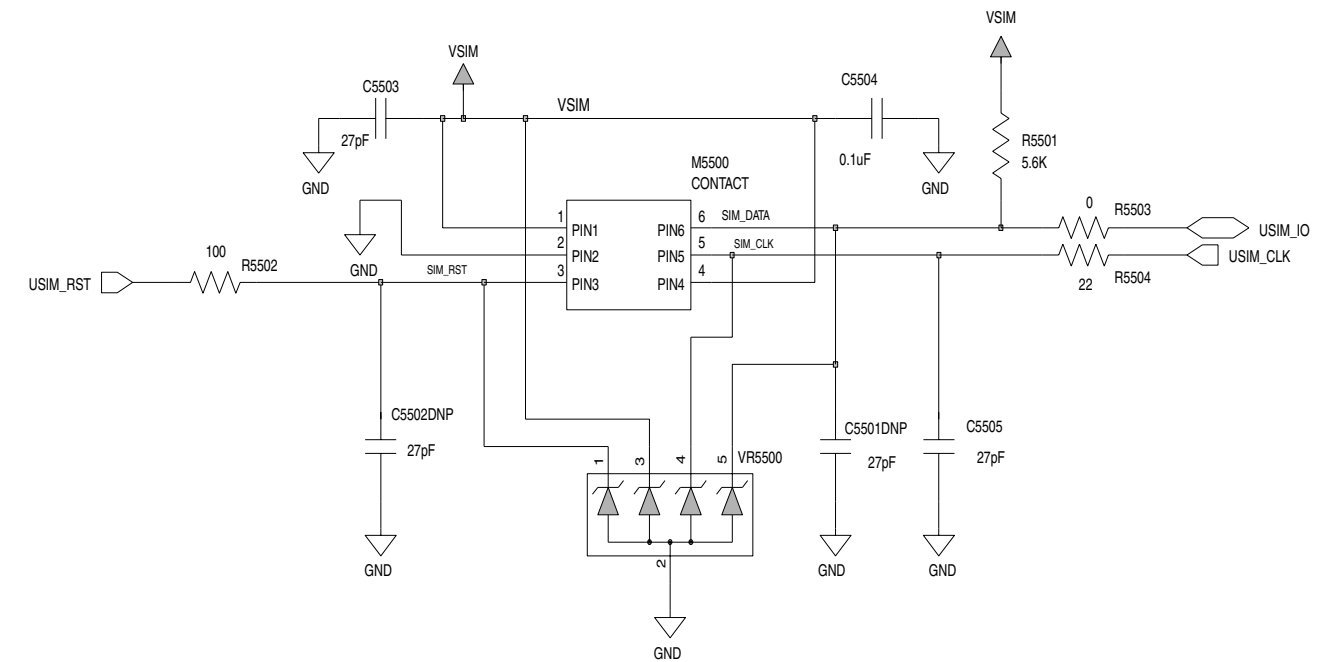 VSIM
VSIM
C5503
C5504
VSIM
27pF
0.1uF
R5501
5.6K
GND
GND
M5500
CONTACT
1
PIN1
2
PIN2
3
PIN3
6
PIN6
SIM_DATA
5
PIN5
SIM_CLK
4
PIN4
0
R5503
USIM_IO
USIM_CLK
R5504
22
GND
100
R5502
SIM_RST
USIM_RST
C5502DNP
27pF
C5501DNP
27pF
C5505
27pF
1
3
4
5
VR5500
2
GND
GND
GND
GND